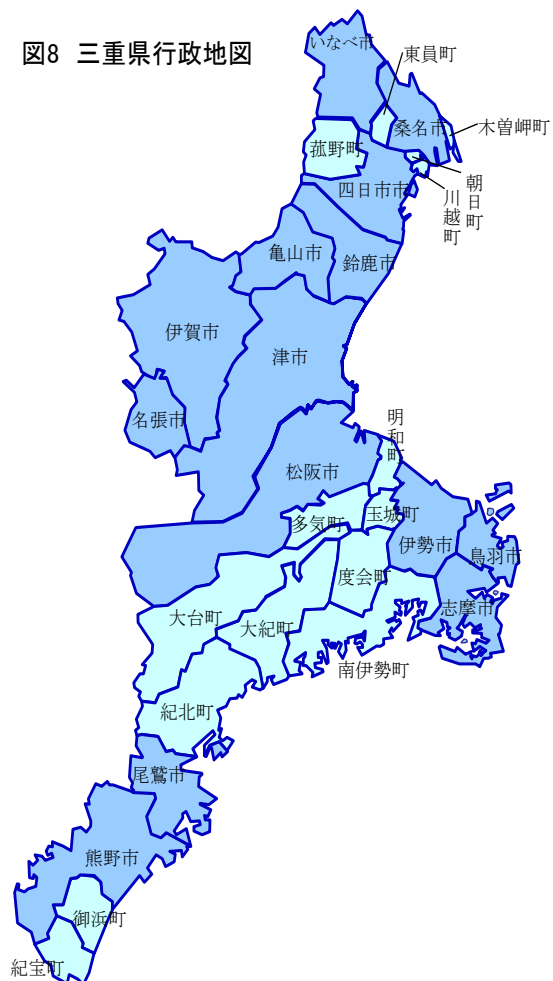 図8 三重県行政地図
いなべ市
東員町
桑名市
木曽岬町
菰野町
朝日町
川越町
四日市市
亀山市
鈴鹿市
伊賀市
津市
名張市
明和町
松阪市
多気町
玉城町
伊勢市
鳥羽市
度会町
志摩市
大台町
大紀町
南伊勢町
紀北町
尾鷲市
熊野市
御浜町
紀宝町